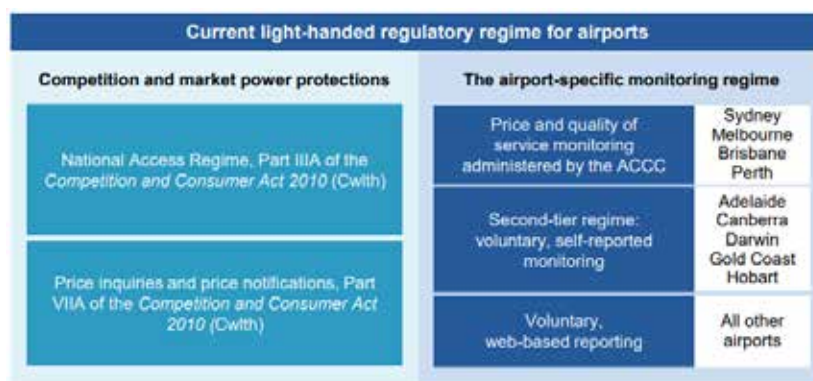 Current light-handed regulatory regime for airports
Competition and market power protections
National Access Regime, Part IIIA of the
Competition and Consumer Act 2010 (Cwlth)
Price inquiries and price notifications, Part
VIIA of the Competition and Consumer Act
2010 (Cwlth)
The airport-specific monitoring regime
Price and quality of
service monitoring
administered by the ACCC
Sydney
Melbourne
Brisbane
Perth
Second-tier regime:
voluntary, self-reported
monitoring
Adelaide
Canberra
Darwin
Gold Coast
Hobart
Voluntary,
web-based reporting
All other
airports